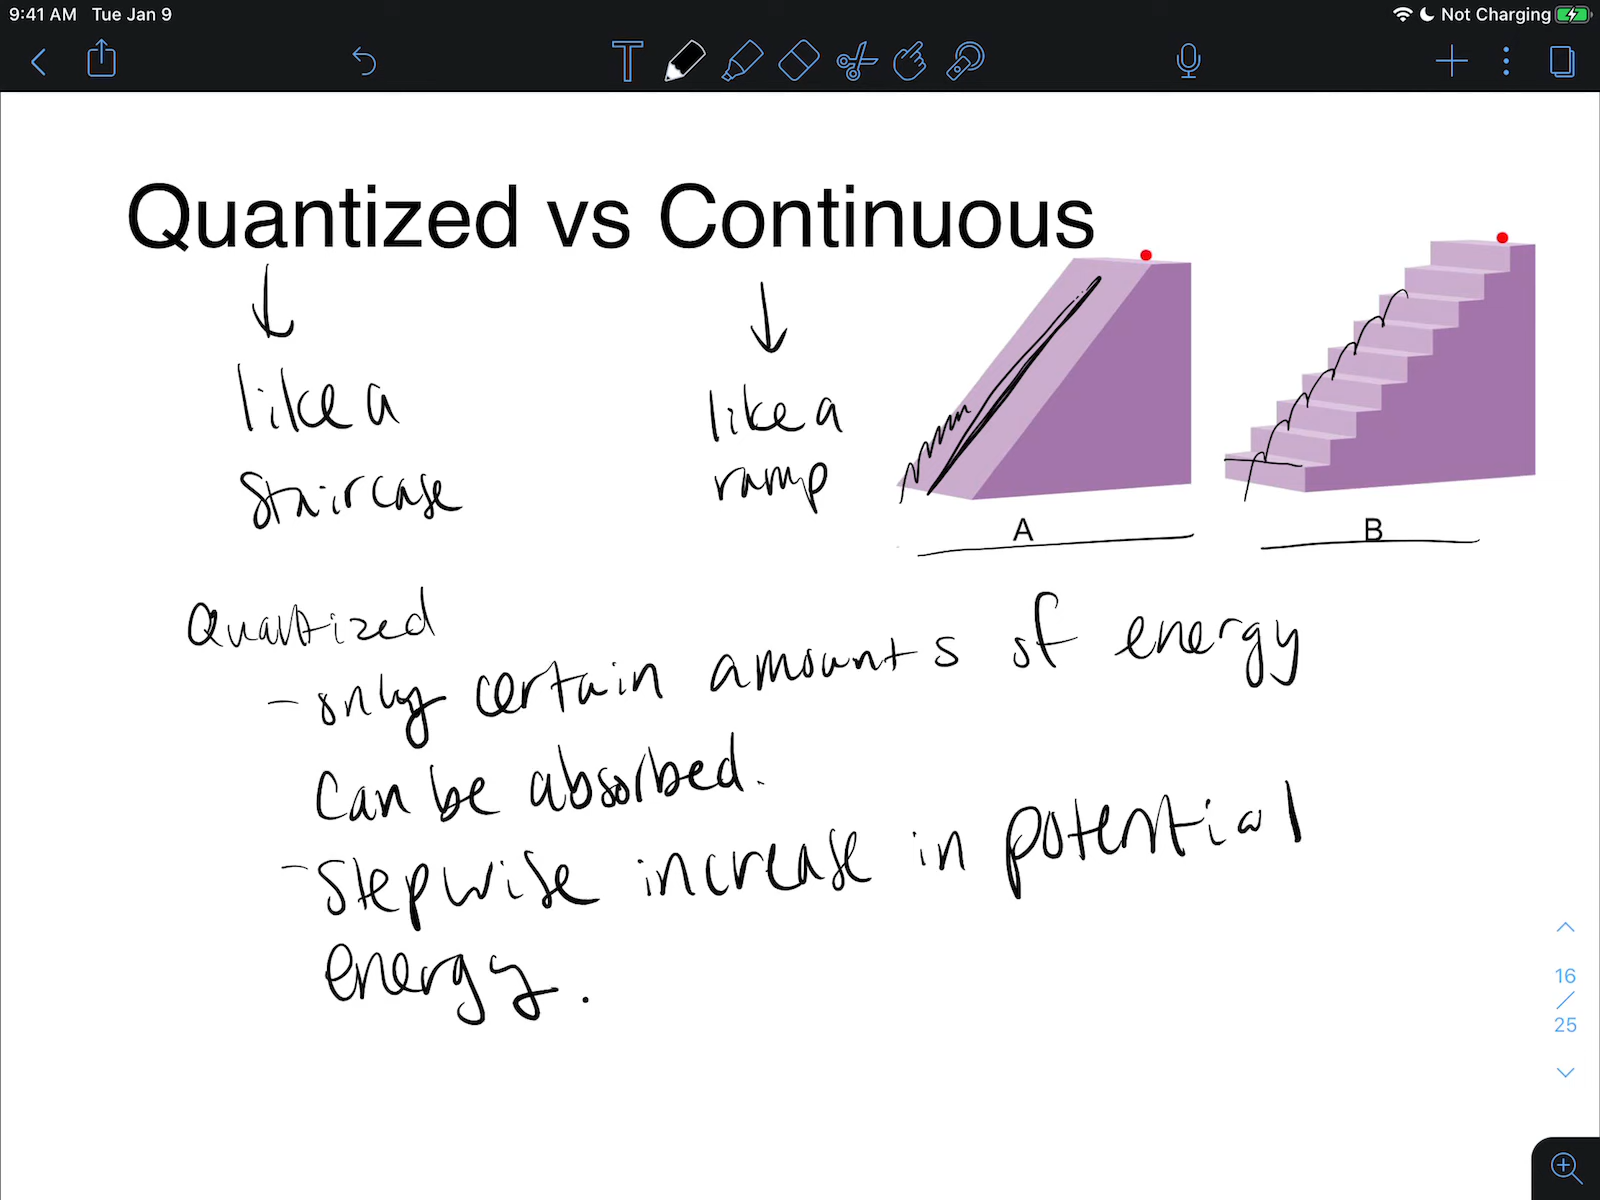 9:41 AM Tue Jan 9
Not Charging
T
Quantized vs Continuous
like a
staircase
like a
ramp
A
B
Quantized
- only certain amounts of energy
can be absorbed.
- Stepwise increase in potential
energy.
16
/
25